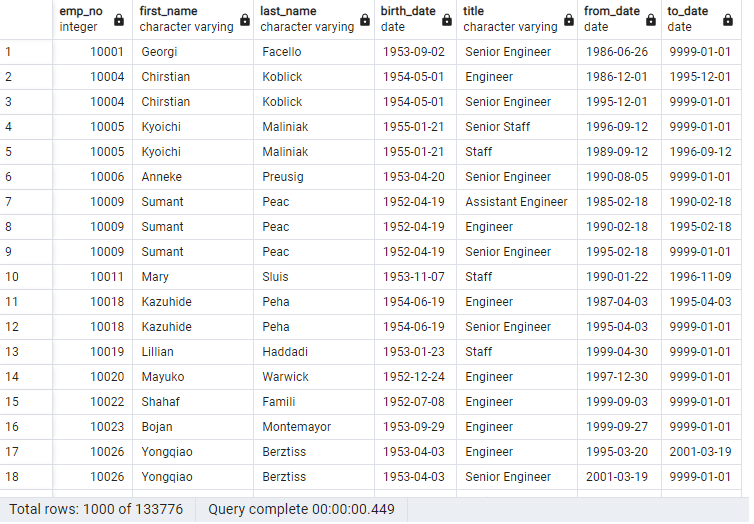 emp_no first_name last_name birth_date title from_date to_date
integer character varying character varying date character varying date date
1 10001 Georgi Facello 1953-09-02 Senior Engineer 1986-06-26 9999-01-01
2 10004 Chirstian Koblick 1954-05-01 Engineer 1986-12-01 1995-12-01
3 10004 Chirstian Koblick 1954-05-01 Senior Engineer 1995-12-01 9999-01-01
4 10005 Kyoichi Maliniak 1955-01-21 Senior Staff 1996-09-12 9999-01-01
5 10005 Kyoichi Maliniak 1955-01-21 Staff 1989-09-12 1996-09-12
6 10006 Anneke Preusig 1953-04-20 Senior Engineer 1990-08-05 9999-01-01
7 10009 Sumant Peac 1952-04-19 Assistant Engineer 1985-02-18 1990-02-18
8 10009 Sumant Peac 1952-04-19 Engineer 1990-02-18 1995-02-18
9 10009 Sumant Peac 1952-04-19 Senior Engineer 1995-02-18 9999-01-01
10 10011 Mary Sluis 1953-11-07 Staff 1990-01-22 1996-11-09
11 10018 Kazuhide Peha 1954-06-19 Engineer 1987-04-03 1995-04-03
12 10018 Kazuhide Peha 1954-06-19 Senior Engineer 1995-04-03 9999-01-01
13 10019 Lillian Haddadi 1953-01-23 Staff 1999-04-30 9999-01-01
14 10020 Mayuko Warwick 1952-12-24 Engineer 1997-12-30 9999-01-01
15 10022 Shahaf Famili 1952-07-08 Engineer 1999-09-03 9999-01-01
16 10023 Bojan Montemayor 1953-09-29 Engineer 1999-09-27 9999-01-01
17 10026 Yongqiao Berztiss 1953-04-03 Engineer 1995-03-20 2001-03-19
18 10026 Yongqiao Berztiss 1953-04-03 Senior Engineer 2001-03-19 9999-01-01
Total rows: 1000 of 133776 Query complete 00:00:00.449